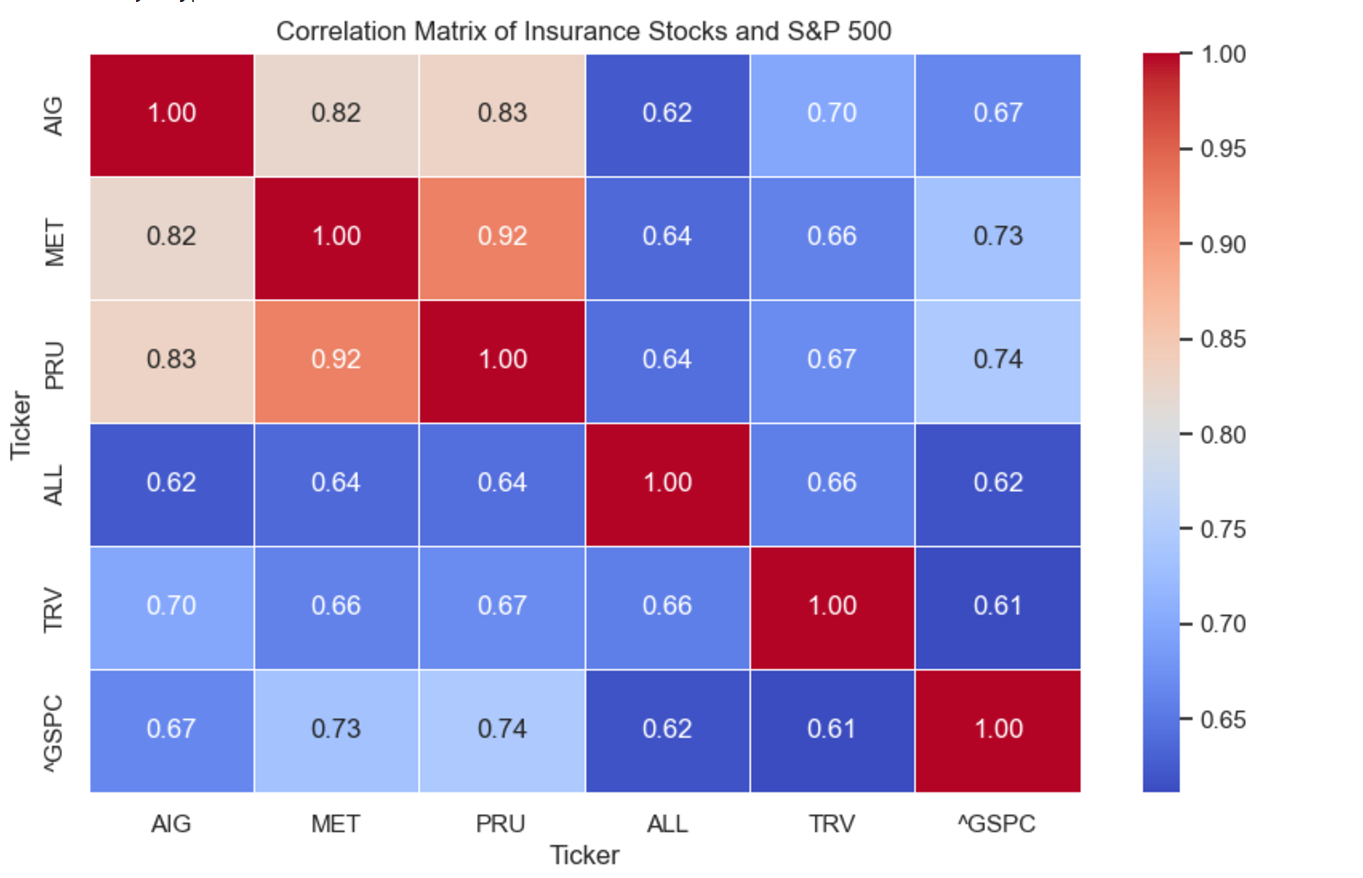 Correlation Matrix of Insurance Stocks and S&P 500
AIG 1.00 0.82 0.83 0.62 0.70 0.67
MET 0.82 1.00 0.92 0.64 0.66 0.73
PRU 0.83 0.92 1.00 0.64 0.67 0.74
ALL 0.62 0.64 0.64 1.00 0.66 0.62
TRV 0.70 0.66 0.67 0.66 1.00 0.61
^GSPC 0.67 0.73 0.74 0.62 0.61 1.00
Ticker
AIG MET PRU ALL TRV ^GSPC
Ticker
1.00
0.95
0.90
0.85
0.80
0.75
0.70
0.65